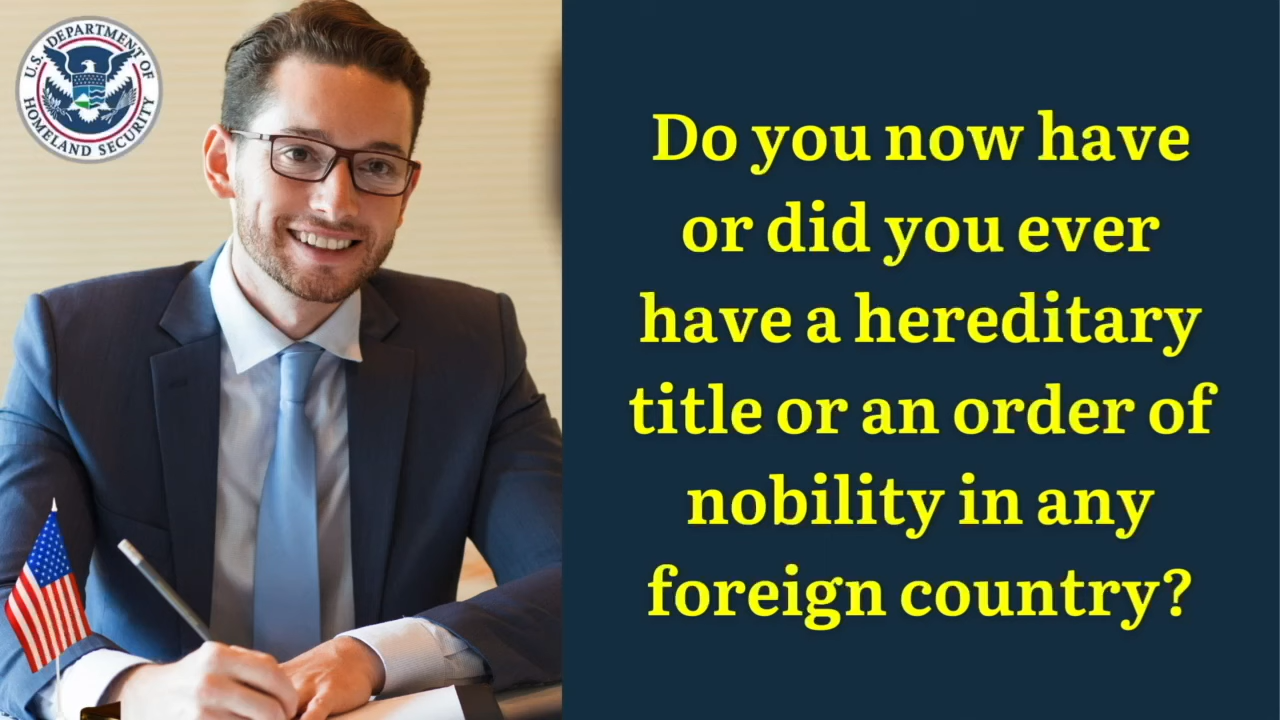 U.S. DEPARTMENT OF
HOMELAND SECURITY
Do you now have
or did you ever
have a hereditary
title or an order of
nobility in any
foreign country?